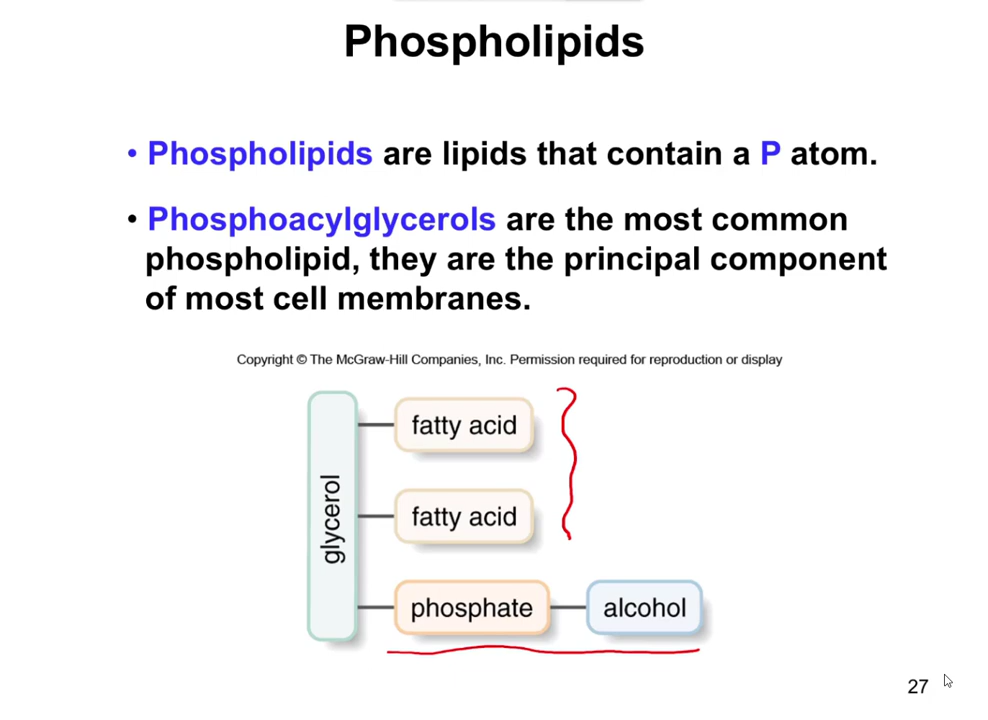 Phospholipids
• Phospholipids are lipids that contain a P atom.
• Phosphoacylglycerols are the most common
phospholipid, they are the principal component
of most cell membranes.
Copyright © The McGraw-Hill Companies, Inc. Permission required for reproduction or display
glycerol
fatty acid
fatty acid
phosphate
alcohol
27